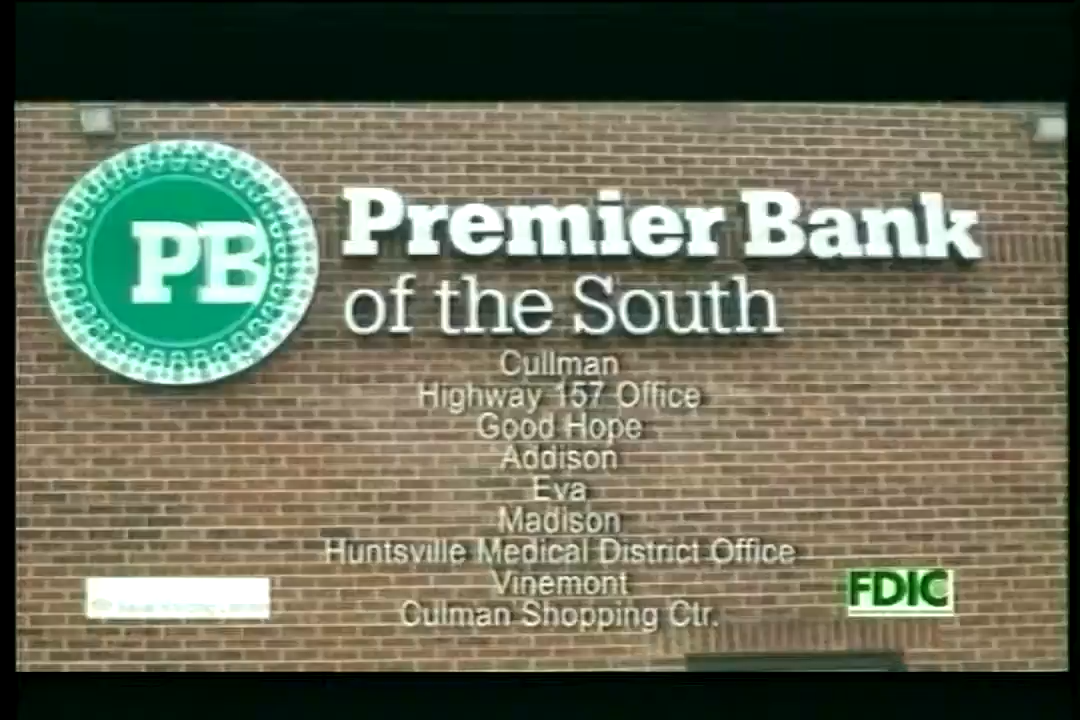 PB
Premier Bank
of the South
Cullman
Highway 157 Office
Good Hope
Addison
Eva
Madison
Huntsville Medical District Office
Vinemont
Culman Shopping Ctr.
FDIC